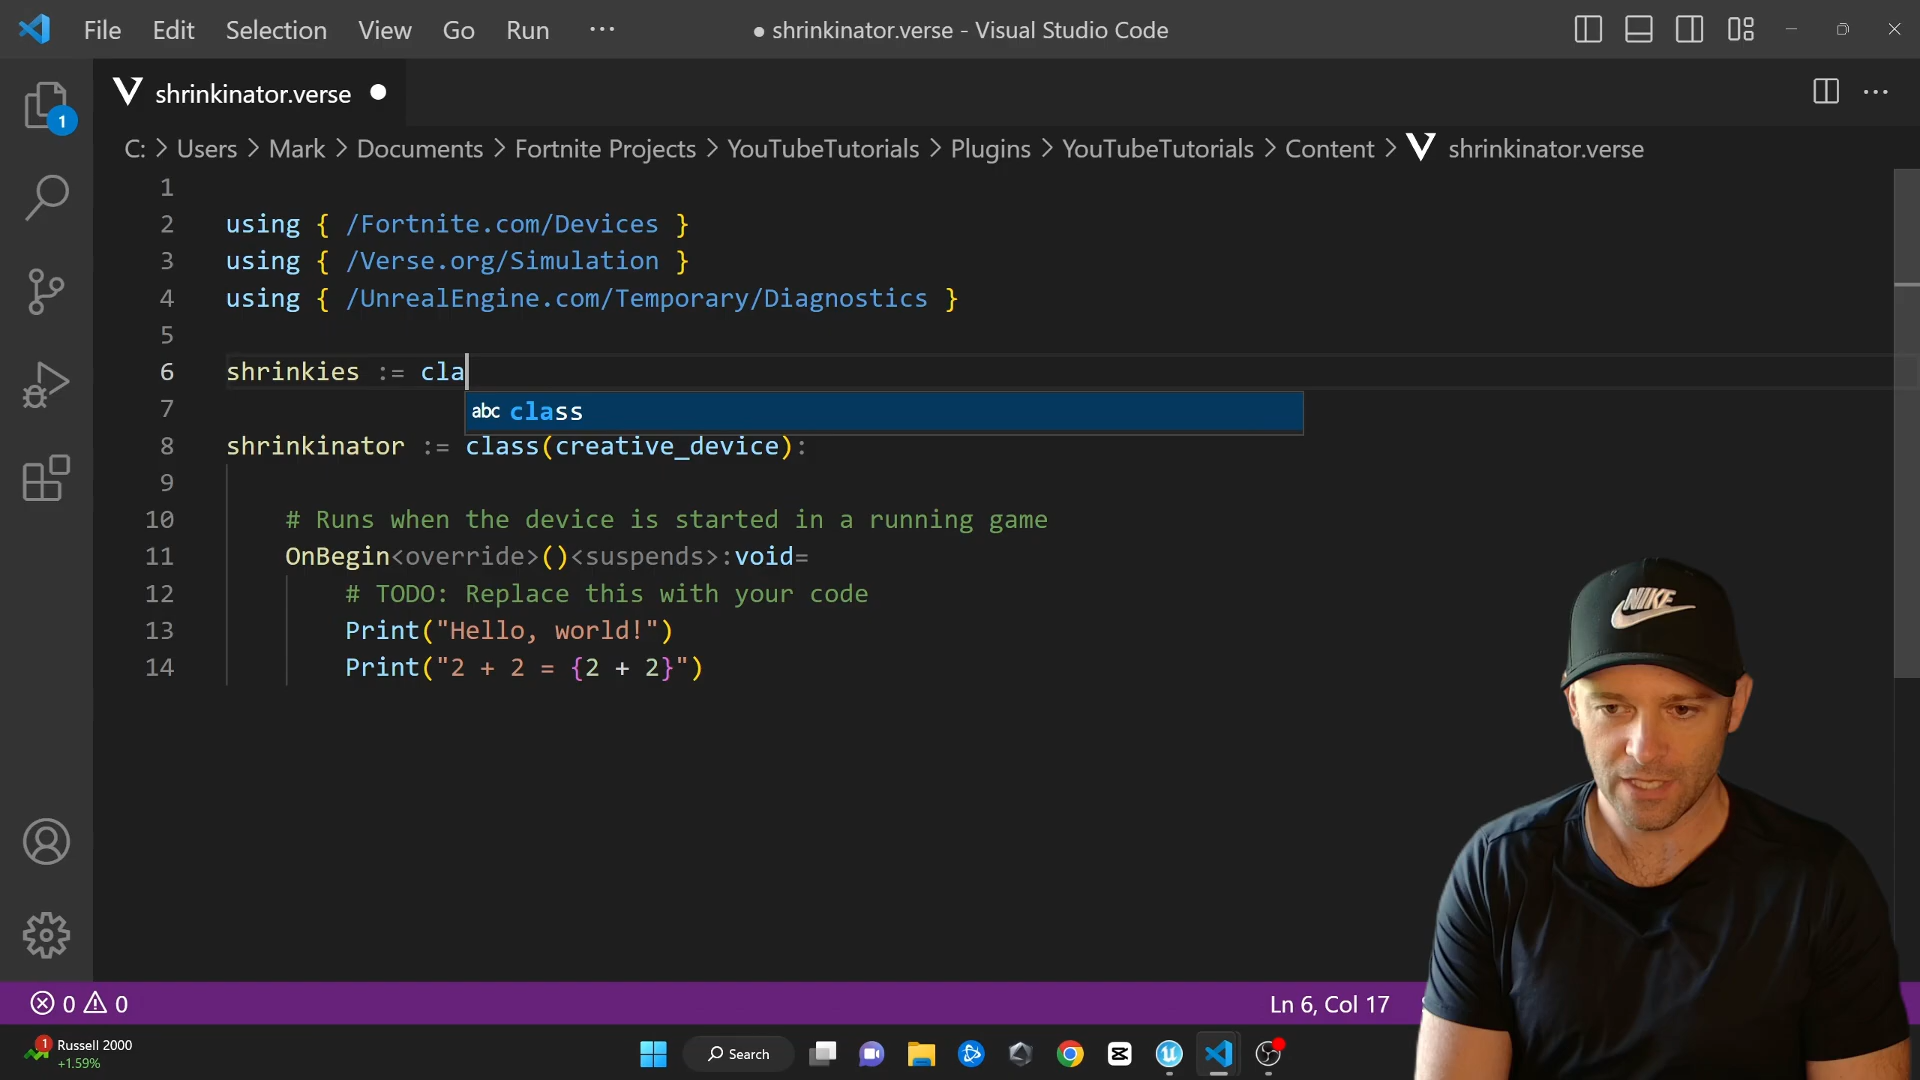 File Edit Selection View Go Run ···
● shrinkinator.verse - Visual Studio Code
shrinkinator.verse ●
1
C: > Users > Mark > Documents > Fortnite Projects > YouTubeTutorials > Plugins > YouTubeTutorials > Content > shrinkinator.verse
1
2 using { /Fortnite.com/Devices }
3 using { /Verse.org/Simulation }
4 using { /UnrealEngine.com/Temporary/Diagnostics }
5
6 shrinkies := cla
7
abc class
8 shrinkinator := class(creative_device):
9
10 # Runs when the device is started in a running game
11 OnBegin<override>()<suspends>:void=
12 # TODO: Replace this with your code
13 Print("Hello, world!")
14 Print("2 + 2 = {2 + 2}")
NIKE
0 0
Ln 6, Col 17
1
Russell 2000
+1.59%
Search